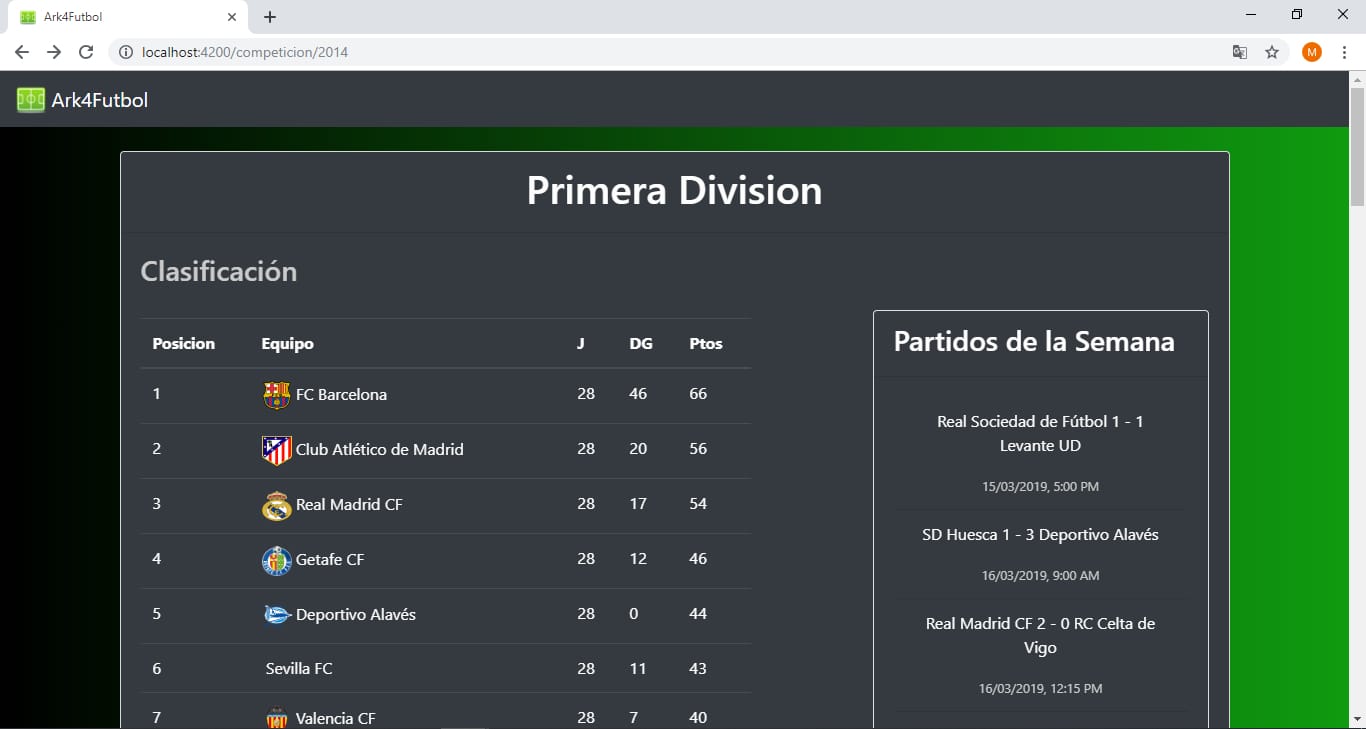 Ark4Futbol
localhost:4200/competicion/2014
M
Ark4Futbol
Primera Division
Clasificación
Posicion Equipo J DG Ptos
1 FC Barcelona 28 46 66
2 Club Atlético de Madrid 28 20 56
3 Real Madrid CF 28 17 54
4 Getafe CF 28 12 46
5 Deportivo Alavés 28 0 44
6 Sevilla FC 28 11 43
7 Valencia CF 28 7 40
Partidos de la Semana
Real Sociedad de Fútbol 1 - 1
Levante UD
15/03/2019, 5:00 PM
SD Huesca 1 - 3 Deportivo Alavés
16/03/2019, 9:00 AM
Real Madrid CF 2 - 0 RC Celta de
Vigo
16/03/2019, 12:15 PM